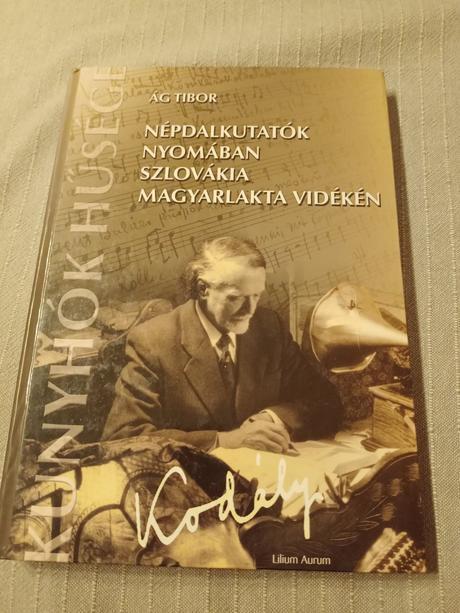 ÁG TIBOR
NÉPDALKUTATÓK
NYOMÁBAN
SZLOVÁKIA
MAGYARLAKTA VIDÉKÉN
KUNYHÓK HŰSÉGE
Kodály
Lilium Aurum